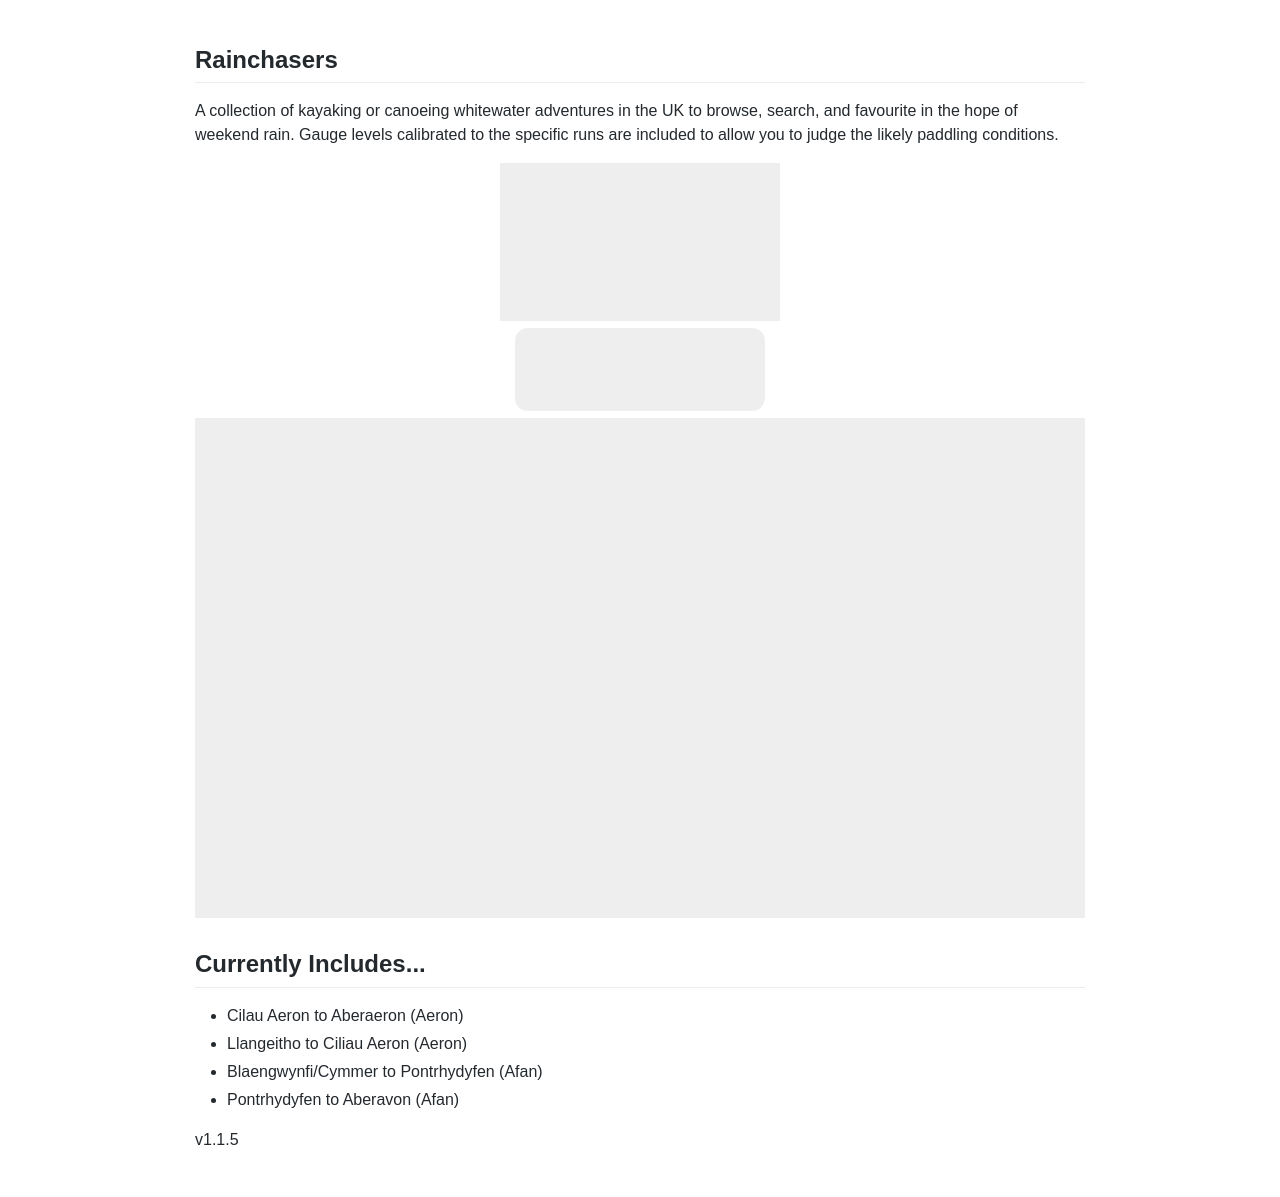 Rainchasers
A collection of kayaking or canoeing whitewater adventures in the UK to browse, search, and favourite in the hope of
weekend rain. Gauge levels calibrated to the specific runs are included to allow you to judge the likely paddling conditions.
Currently Includes...
Cilau Aeron to Aberaeron (Aeron)
Llangeitho to Ciliau Aeron (Aeron)
Blaengwynfi/Cymmer to Pontrhydyfen (Afan)
Pontrhydyfen to Aberavon (Afan)
v1.1.5